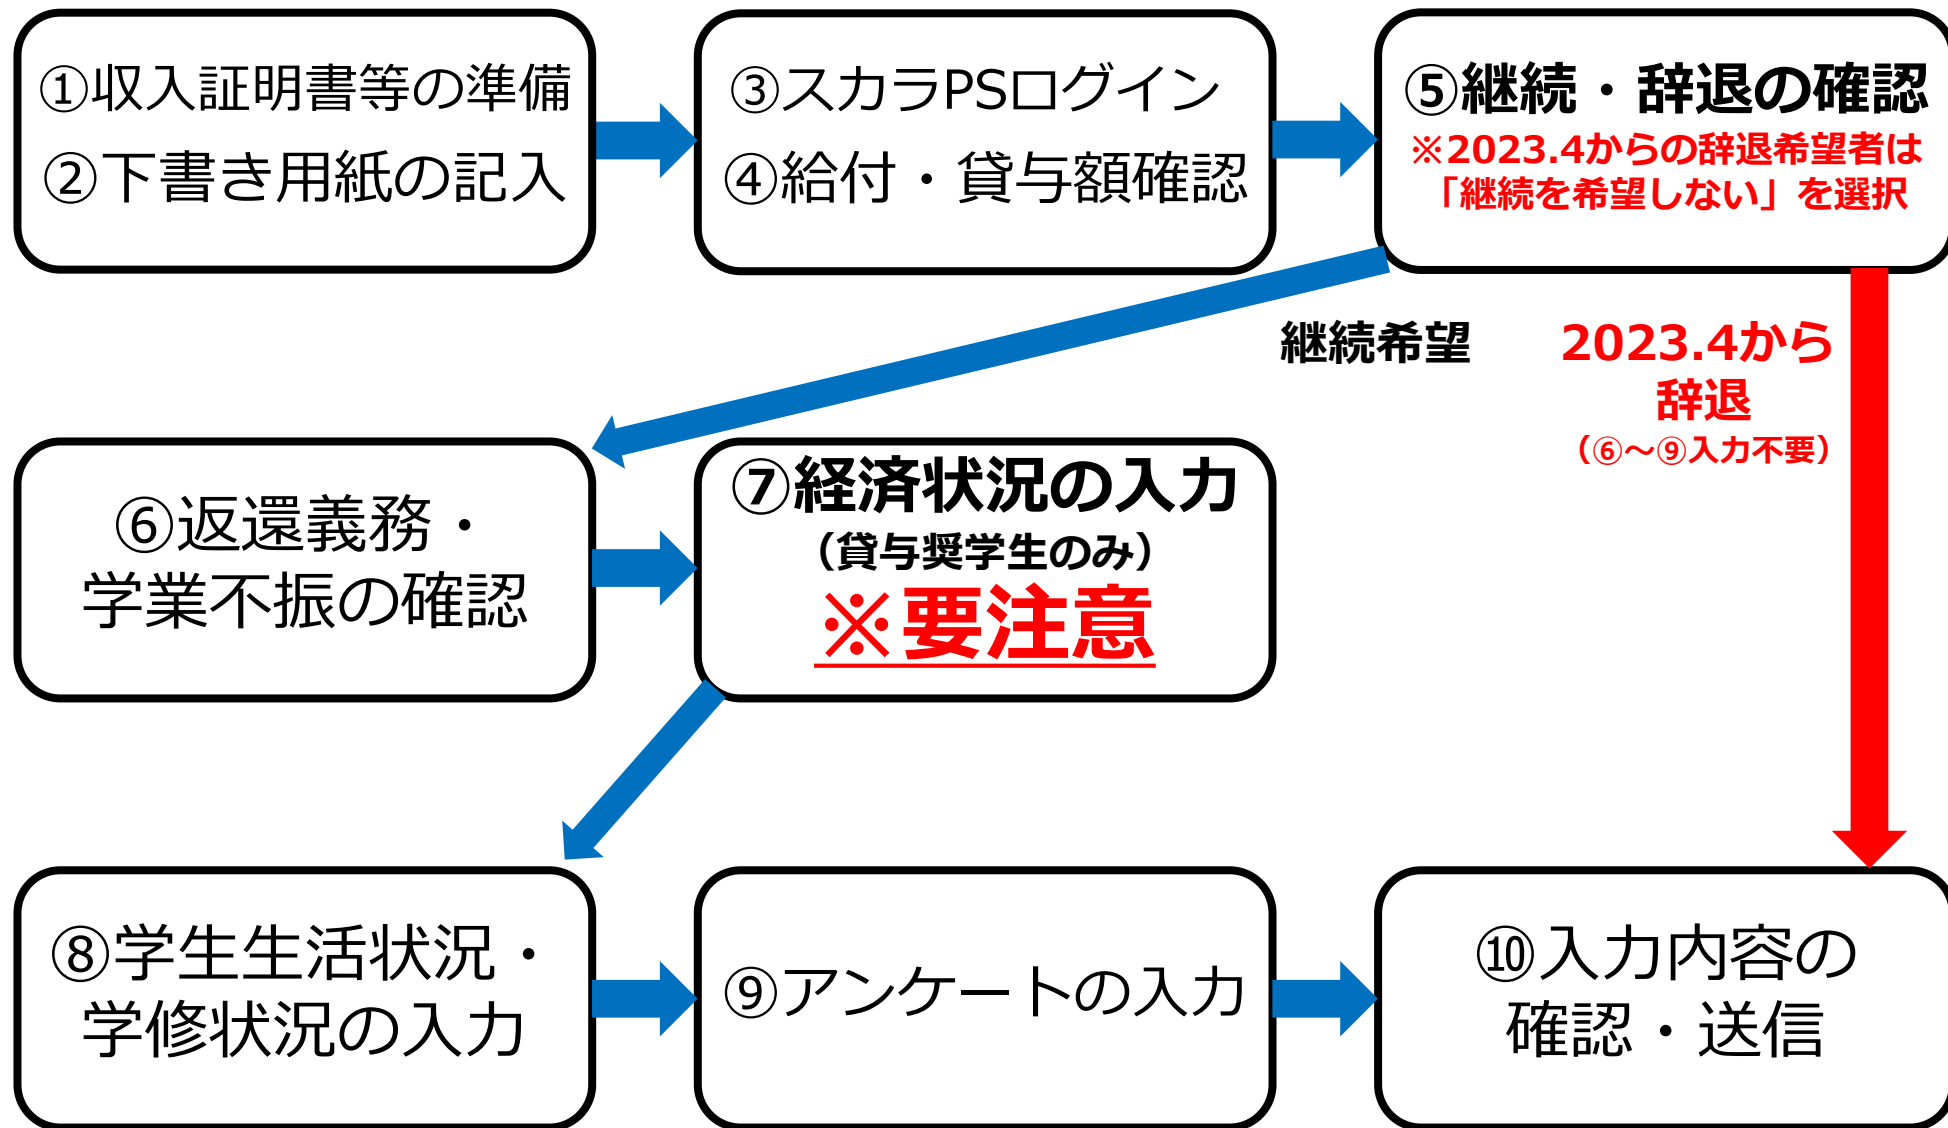 ①収入証明書等の準備
②下書き用紙の記入
③スカラPSログイン
④給付・貸与額確認
⑤継続・辞退の確認
※2023.4からの辞退希望者は
「継続を希望しない」を選択
継続希望
2023.4から
辞退
（⑥～⑨入力不要）
⑥返還義務・
学業不振の確認
⑦経済状況の入力
（貸与奨学生のみ）
※要注意
⑧学生生活状況・
学修状況の入力
⑨アンケートの入力
⑩入力内容の
確認・送信